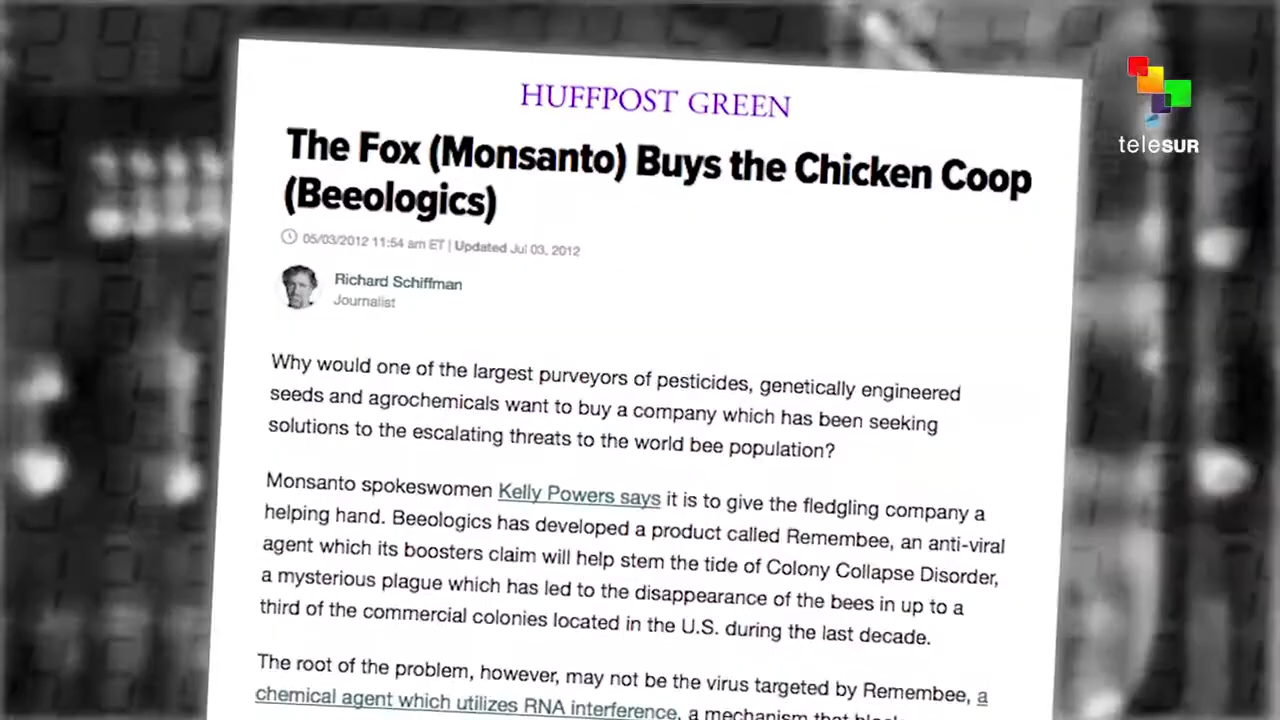 HUFFPOST GREEN
The Fox (Monsanto) Buys the Chicken Coop
(Beeologics)
05/03/2012 11:54 am ET | Updated Jul 03, 2012
Richard Schiffman
Journalist
Why would one of the largest purveyors of pesticides, genetically engineered
seeds and agrochemicals want to buy a company which has been seeking
solutions to the escalating threats to the world bee population?
Monsanto spokeswomen Kelly Powers says it is to give the fledgling company a
helping hand. Beeologics has developed a product called Remembee, an anti-viral
agent which its boosters claim will help stem the tide of Colony Collapse Disorder,
a mysterious plague which has led to the disappearance of the bees in up to a
third of the commercial colonies located in the U.S. during the last decade.
The root of the problem, however, may not be the virus targeted by Remembee, a
chemical agent which utilizes RNA interference, a mechanism that
teleSUR